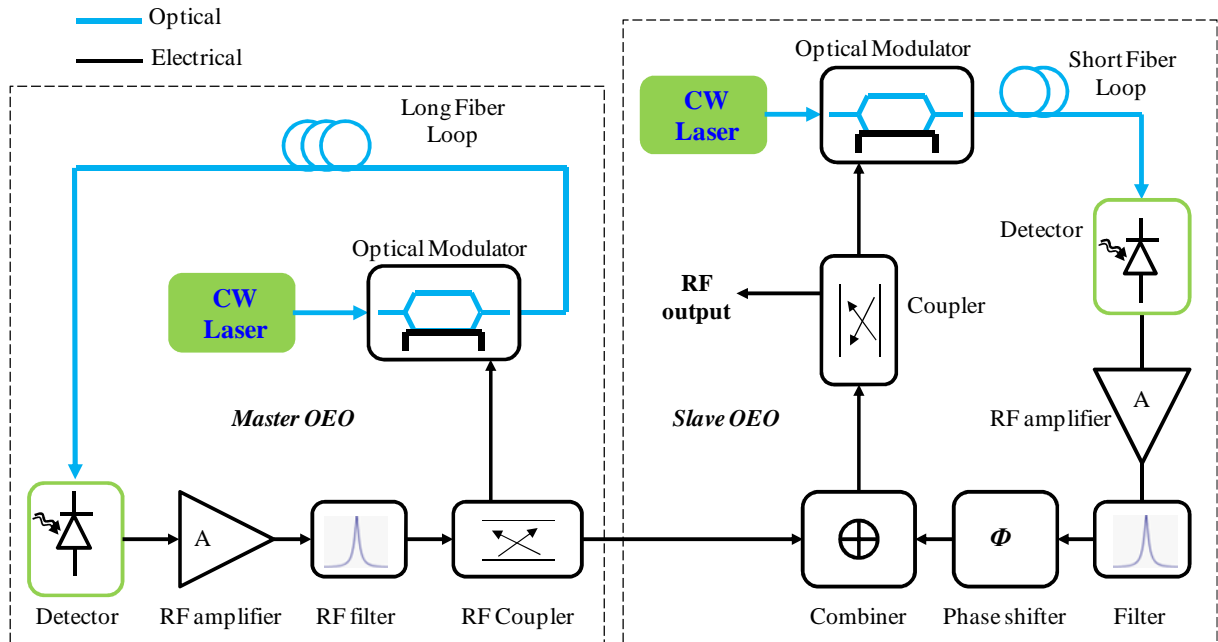 Optical
Electrical
Long Fiber
Loop
Optical Modulator
CW
Laser
Master OEO
A
Detector
RF amplifier
RF filter
RF Coupler
Optical Modulator
Short Fiber
Loop
CW
Laser
Detector
RF
output
Coupler
Slave OEO
A
RF amplifier
Φ
Combiner
Phase shifter
Filter